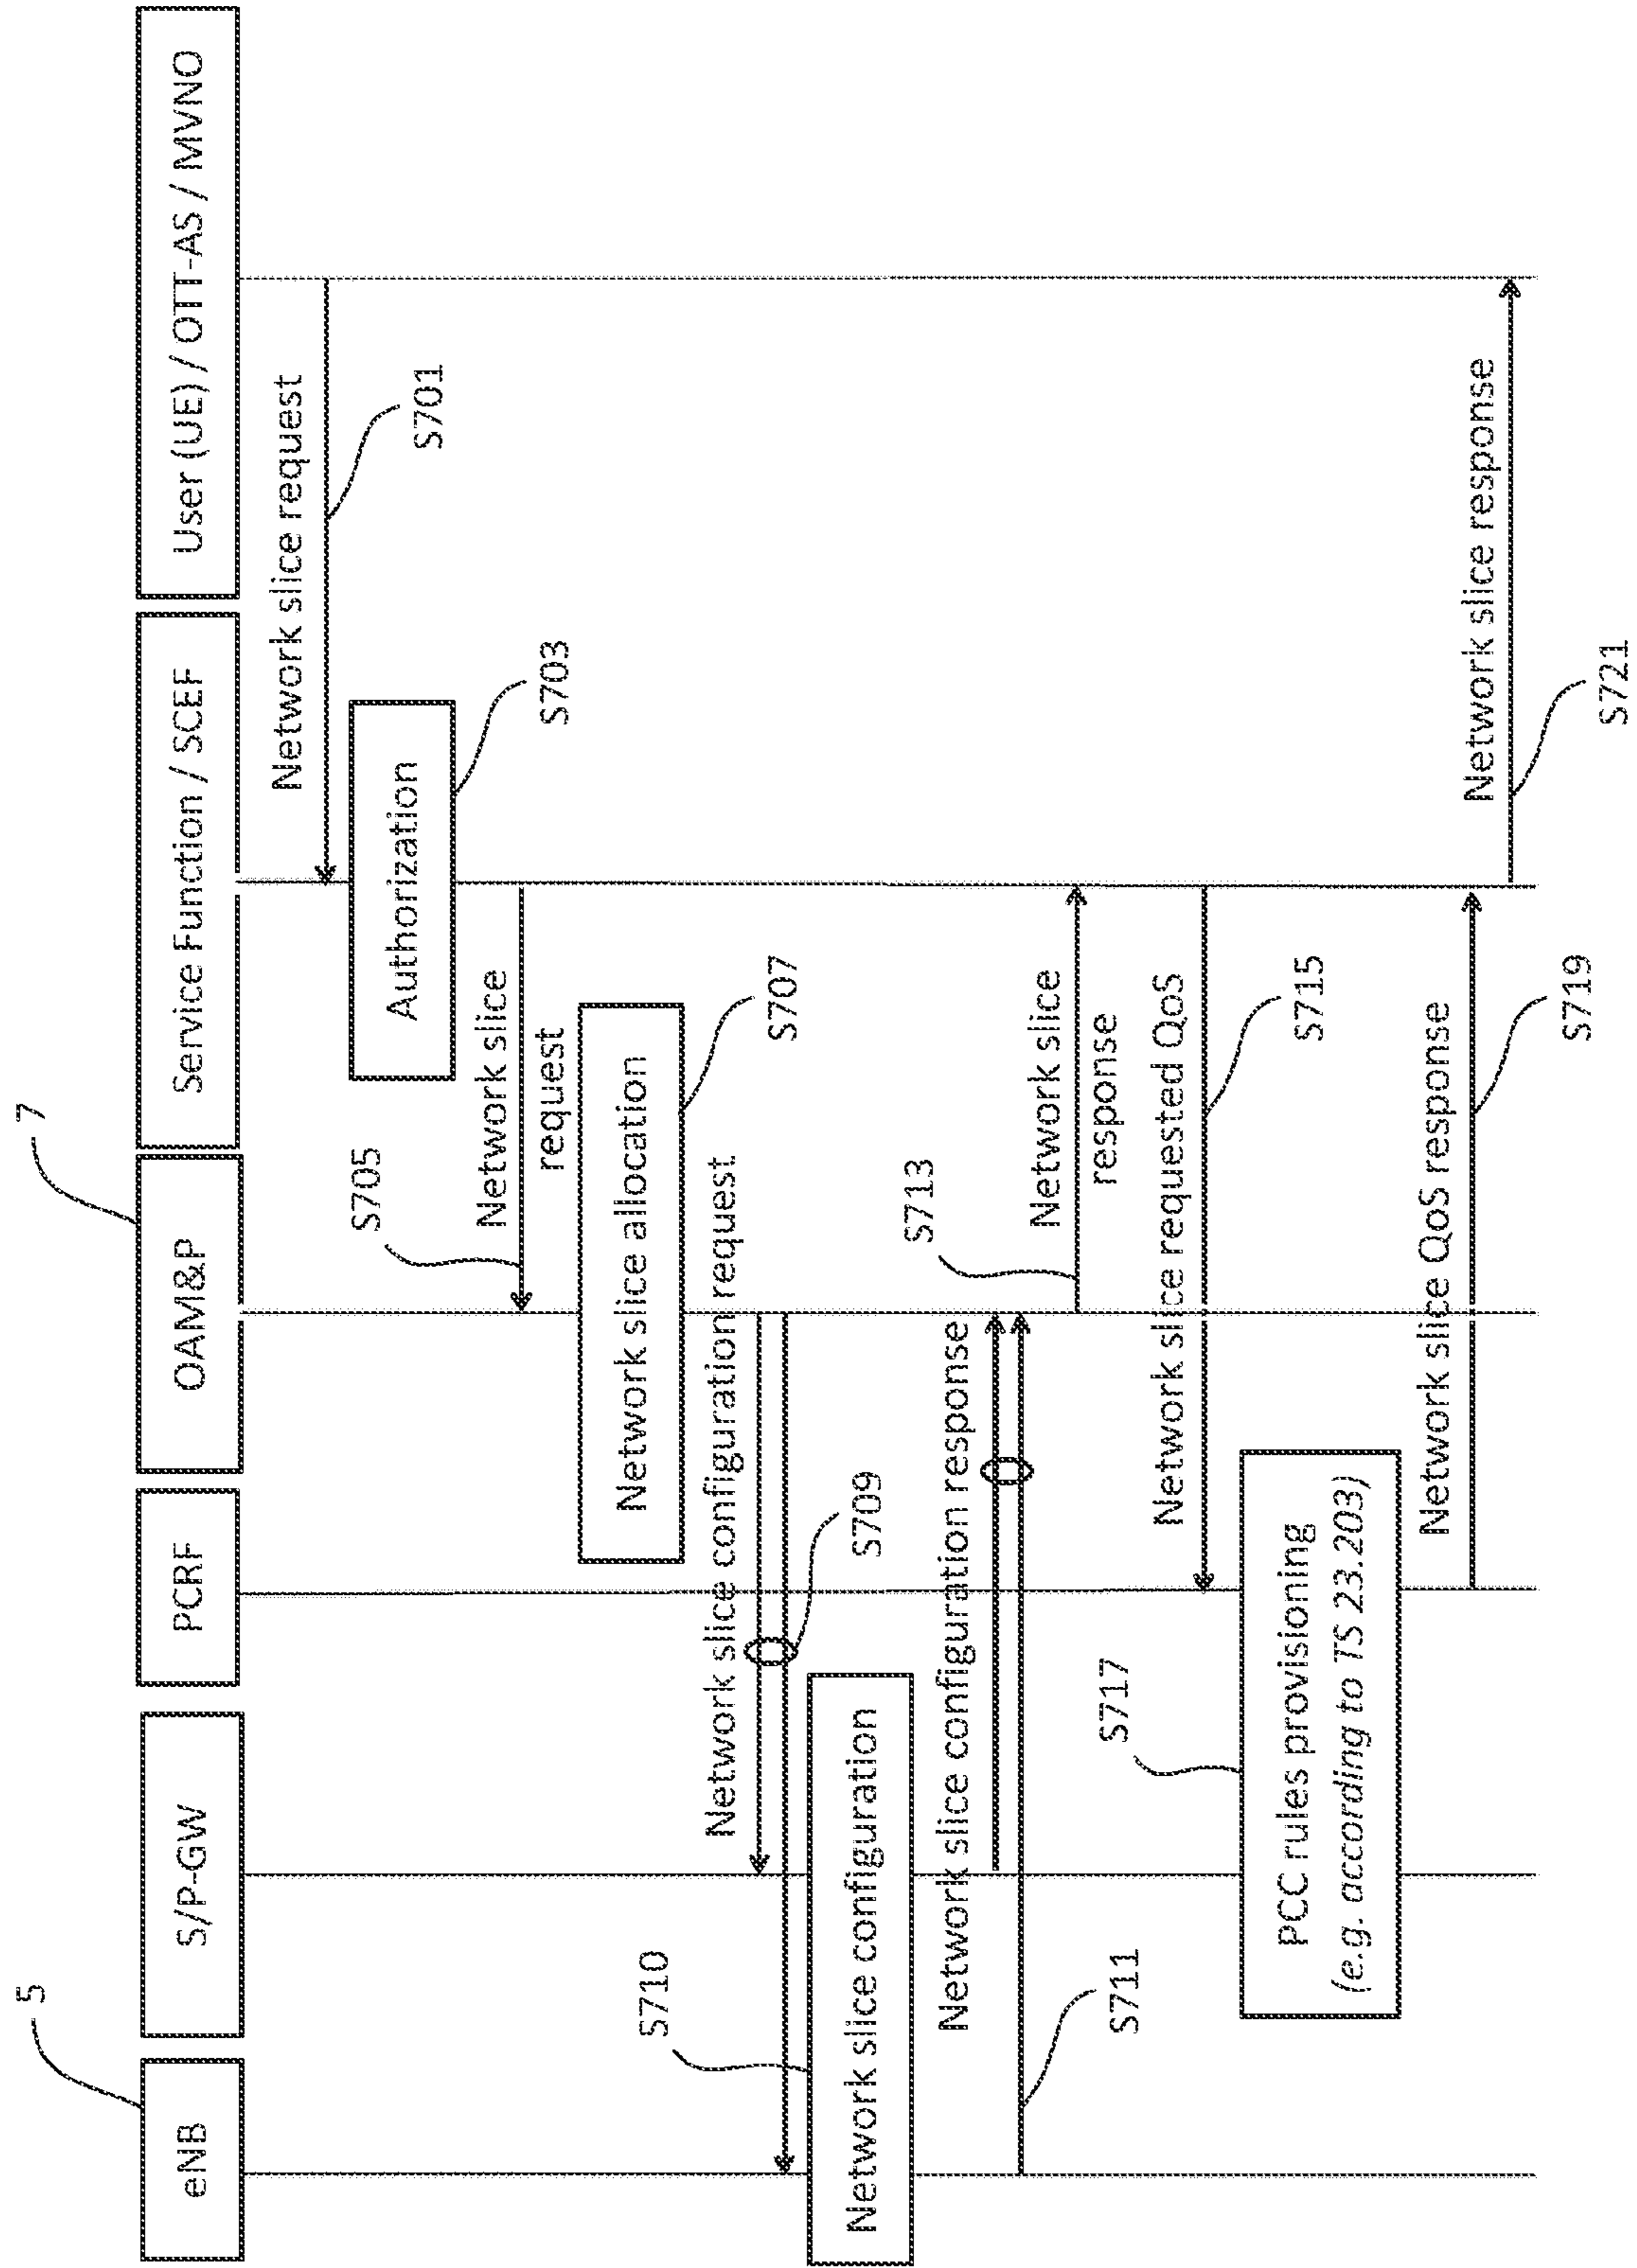 5
7
eNB
S/P-GW
PCRF
OAM&P
Service Function / SCEF
User (UE) / OTT-AS / MVNO
Network slice request
S701
Authorization
S703
S705
Network slice
request
Network slice allocation
S707
Network slice configuration request
S709
S710
Network slice configuration
Network slice configuration response
S711
S713
Network slice
response
Network slice requested QoS
S715
S717
PCC rules provisioning
(e.g. according to TS 23.203)
Network slice QoS response
S719
Network slice response
S721